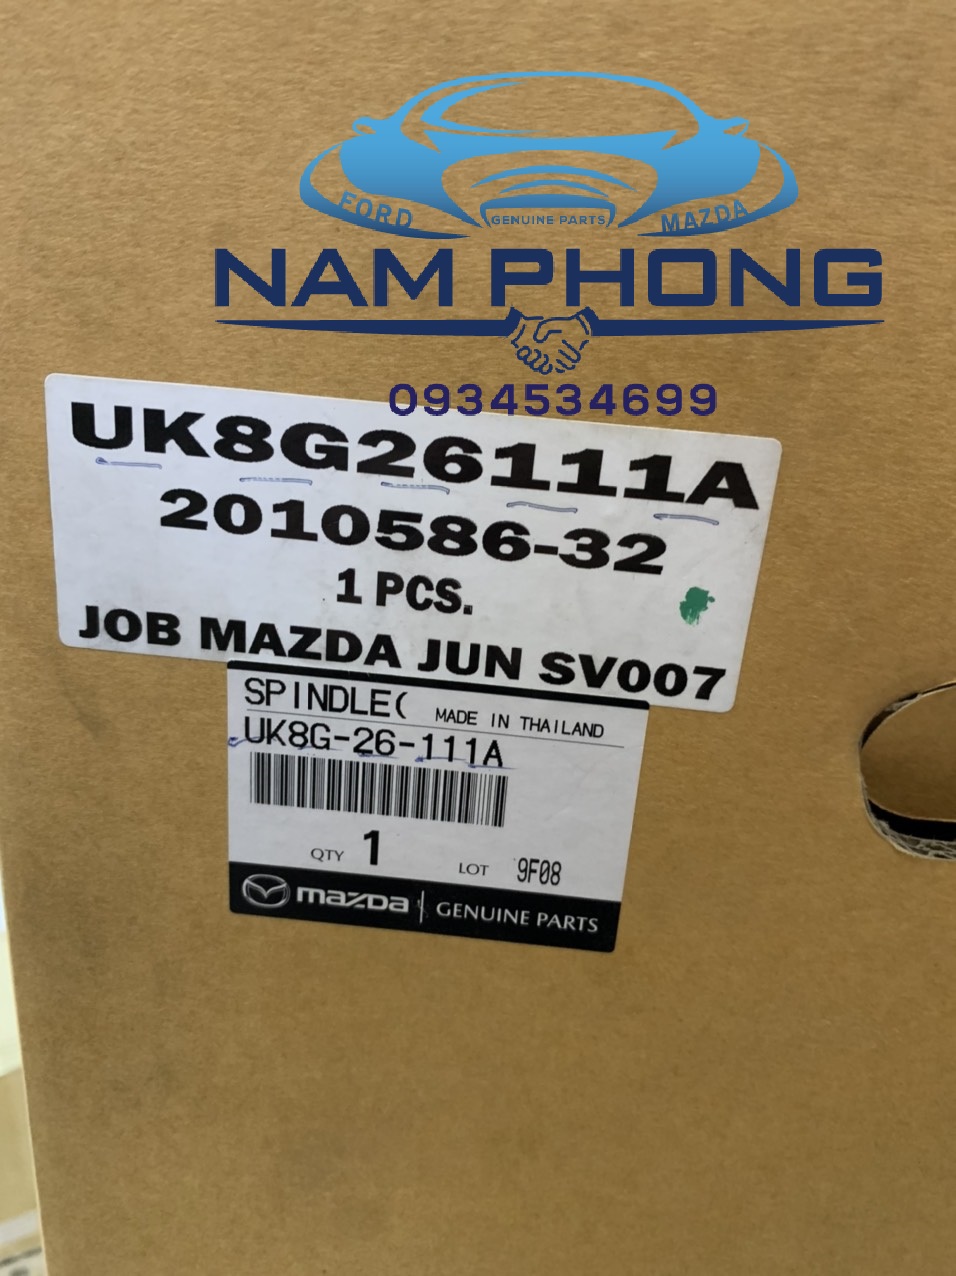 FORD
GENUINE PARTS
MAZDA
NAM PHONG
0934534699
UK8G26111A
2010586-32
1 PCS.
JOB MAZDA JUN SV007
SPINDLE( MADE IN THAILAND
UK8G-26-111A
QTY 1 LOT 9F08
mazda GENUINE PARTS